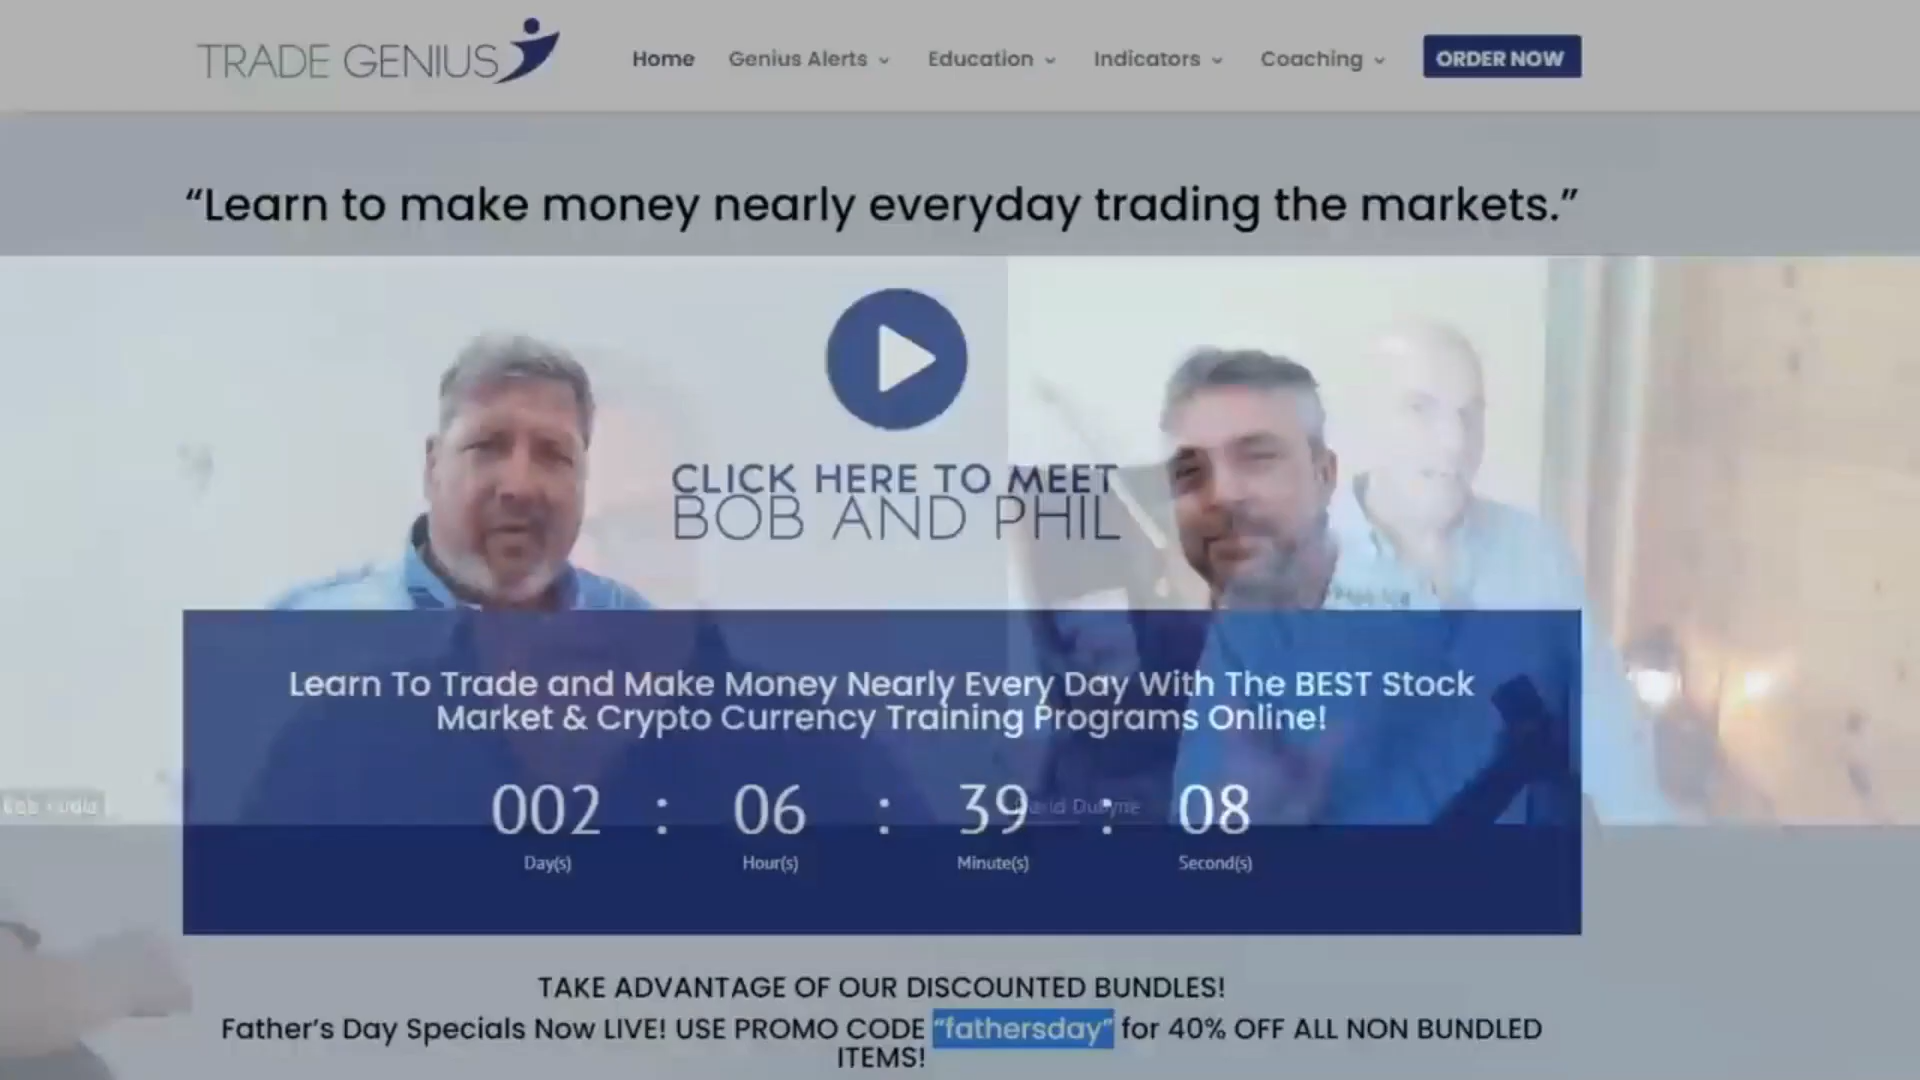 TRADE GENIUS
Home Genius Alerts Education Indicators Coaching ORDER NOW
“Learn to make money nearly everyday trading the markets.”
CLICK HERE TO MEET
BOB AND PHIL
Learn To Trade and Make Money Nearly Every Day With The BEST Stock
Market & Crypto Currency Training Programs Online!
002 : 06 : 39 : 08
Day(s) Hour(s) Minute(s) Second(s)
TAKE ADVANTAGE OF OUR DISCOUNTED BUNDLES!
Father’s Day Specials Now LIVE! USE PROMO CODE “fathersday” for 40% OFF ALL NON BUNDLED
ITEMS!